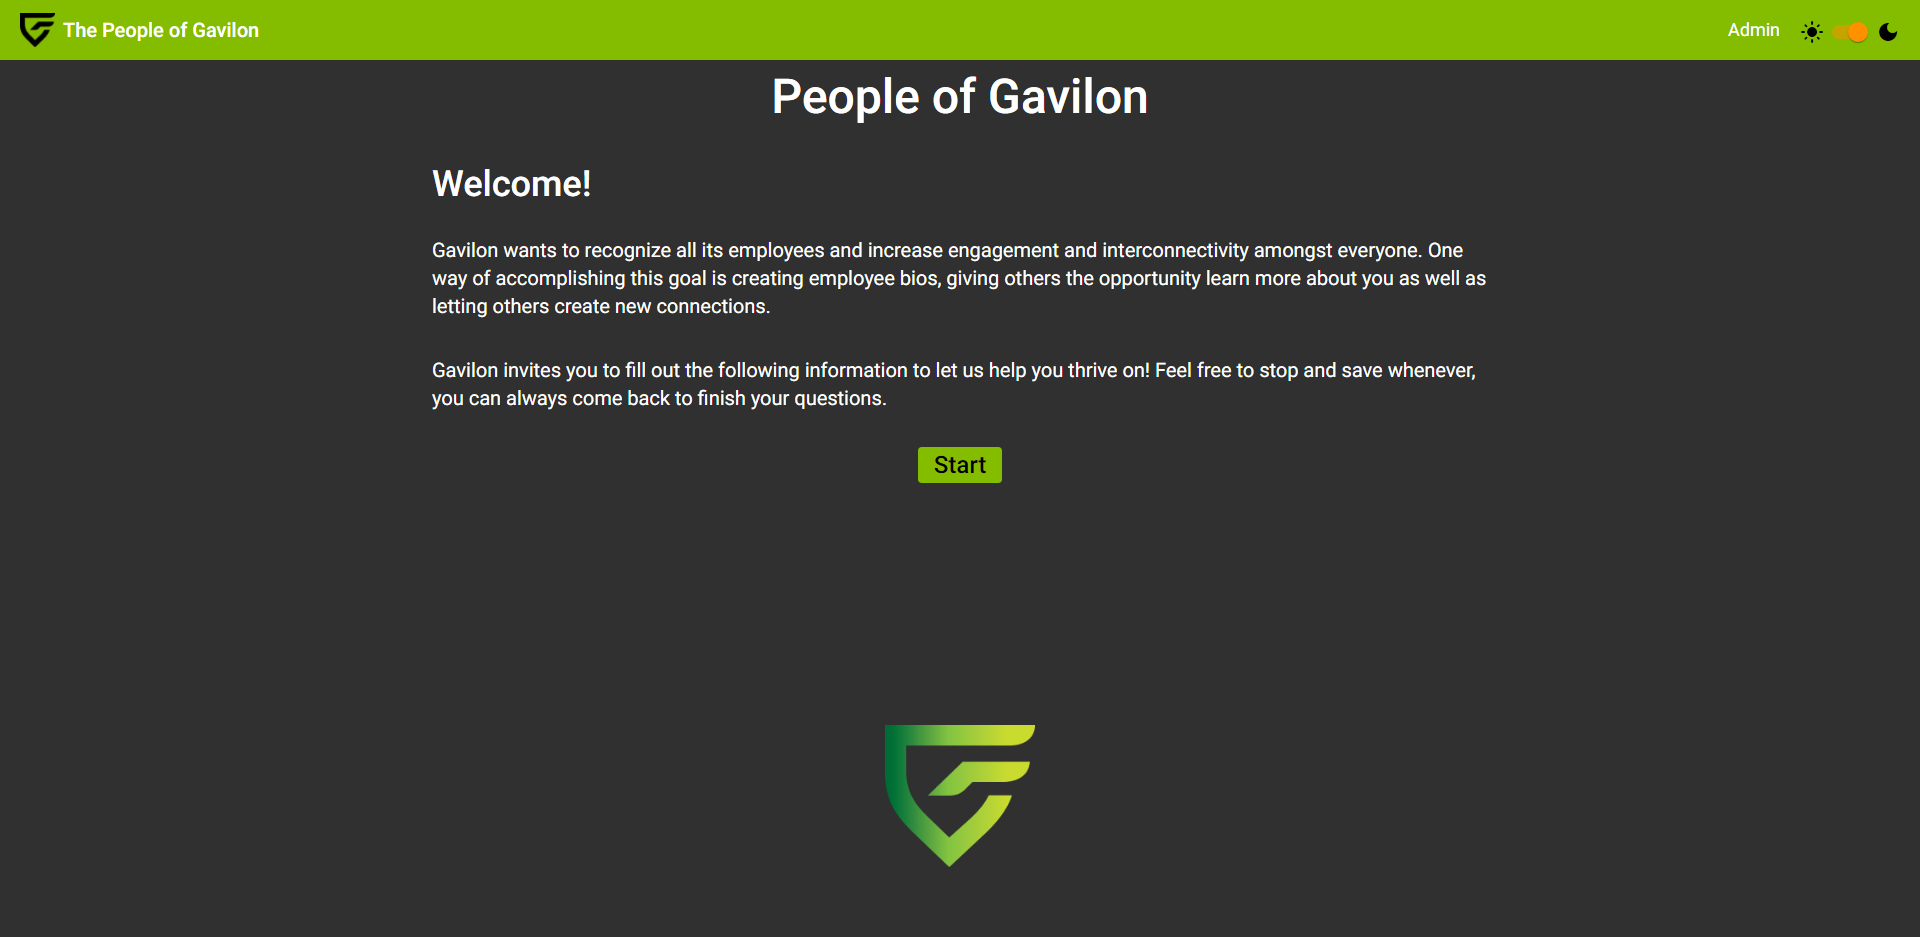 The People of Gavilon
Admin
People of Gavilon
Welcome!
Gavilon wants to recognize all its employees and increase engagement and interconnectivity amongst everyone. One
way of accomplishing this goal is creating employee bios, giving others the opportunity learn more about you as well as
letting others create new connections.
Gavilon invites you to fill out the following information to let us help you thrive on! Feel free to stop and save whenever,
you can always come back to finish your questions.
Start